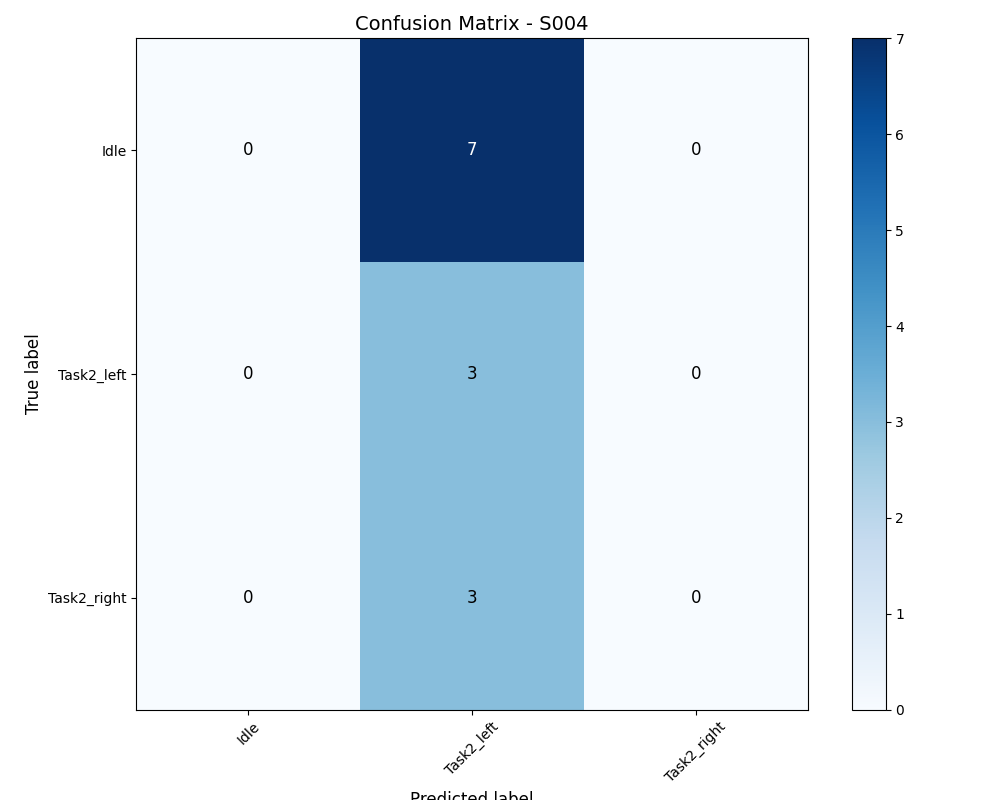 Confusion Matrix - S004
True label
Idle
Task2_left
Task2_right
0 7 0
0 3 0
0 3 0
Idle
Task2_left
Task2_right
Predicted label
7
6
5
4
3
2
1
0